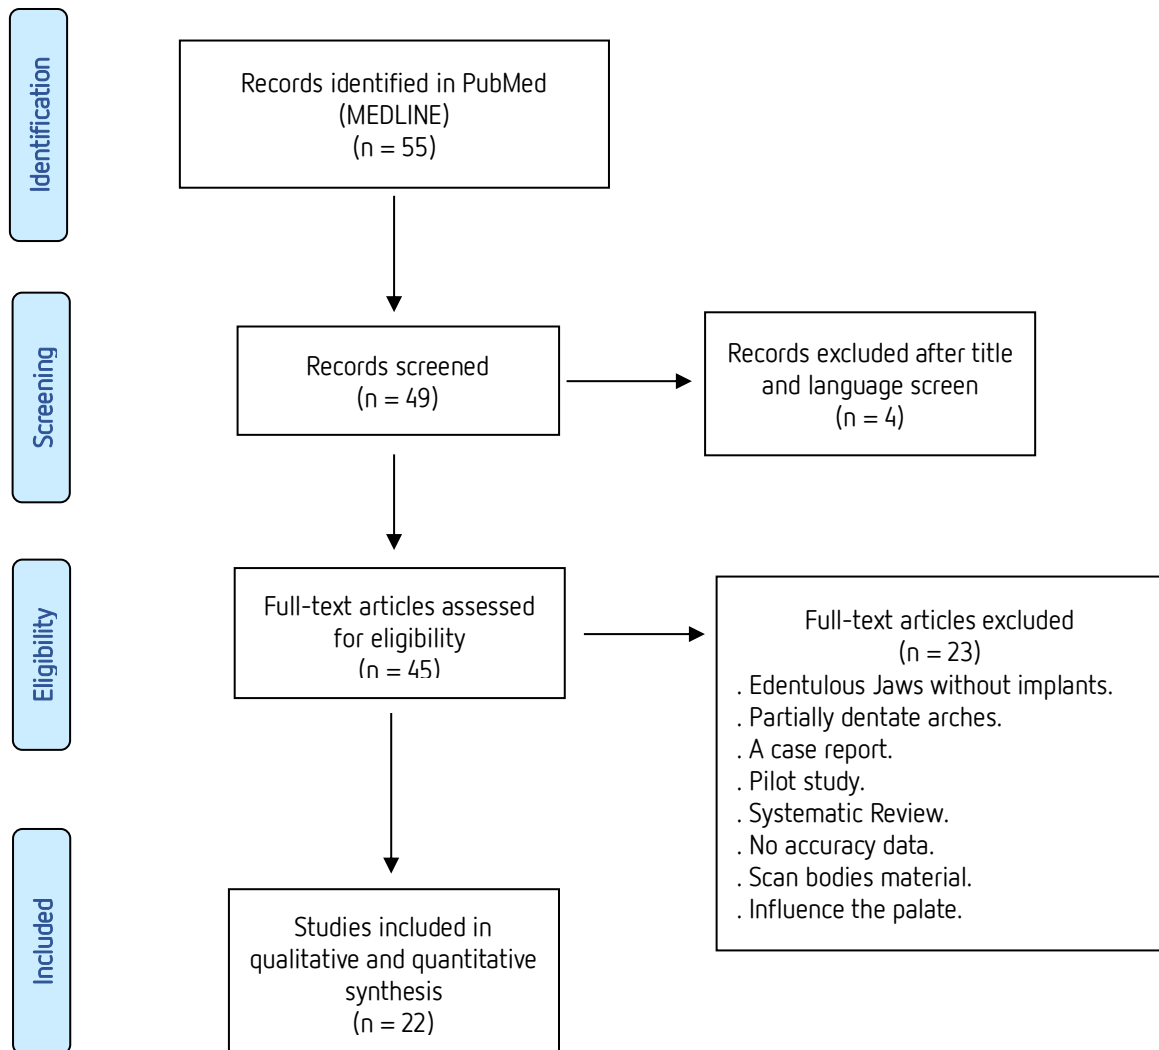 Identification
Records identified in PubMed
(MEDLINE)
(n = 55)
Screening
Records screened
(n = 49)
Records excluded after title
and language screen
(n = 4)
Eligibility
Full-text articles assessed
for eligibility
(n = 45)
Full-text articles excluded
(n = 23)
. Edentulous Jaws without implants.
. Partially dentate arches.
. A case report.
. Pilot study.
. Systematic Review.
. No accuracy data.
. Scan bodies material.
. Influence the palate.
Included
Studies included in
qualitative and quantitative
synthesis
(n = 22)